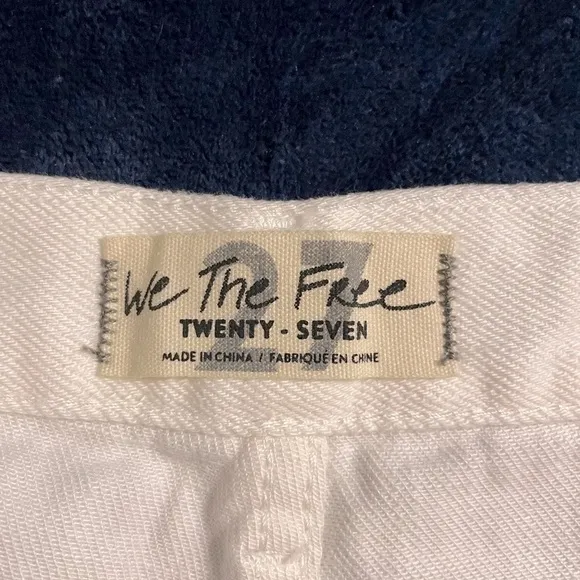 27
We The Free
TWENTY - SEVEN
MADE IN CHINA / FABRIQUÉ EN CHINE